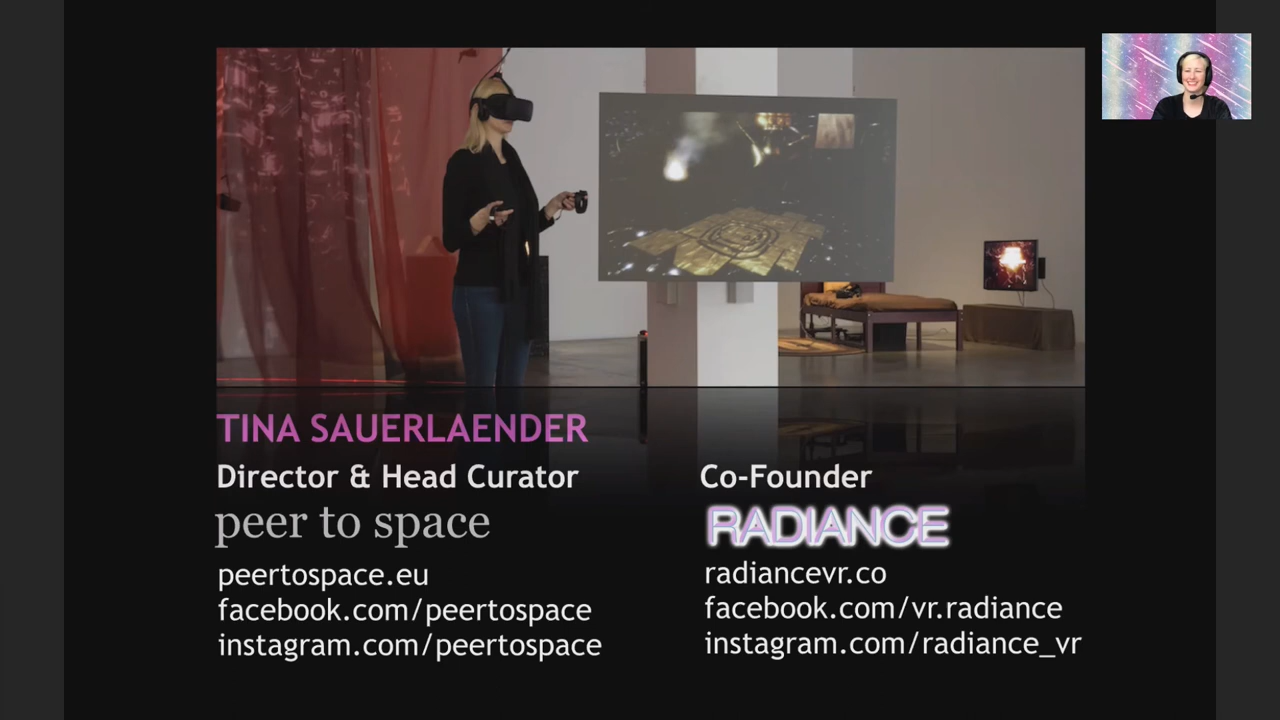 TINA SAUERLAENDER
Director & Head Curator
peer to space
peertospace.eu
facebook.com/peertospace
instagram.com/peertospace
Co-Founder
RADIANCE
radiancevr.co
facebook.com/vr.radiance
instagram.com/radiance_vr